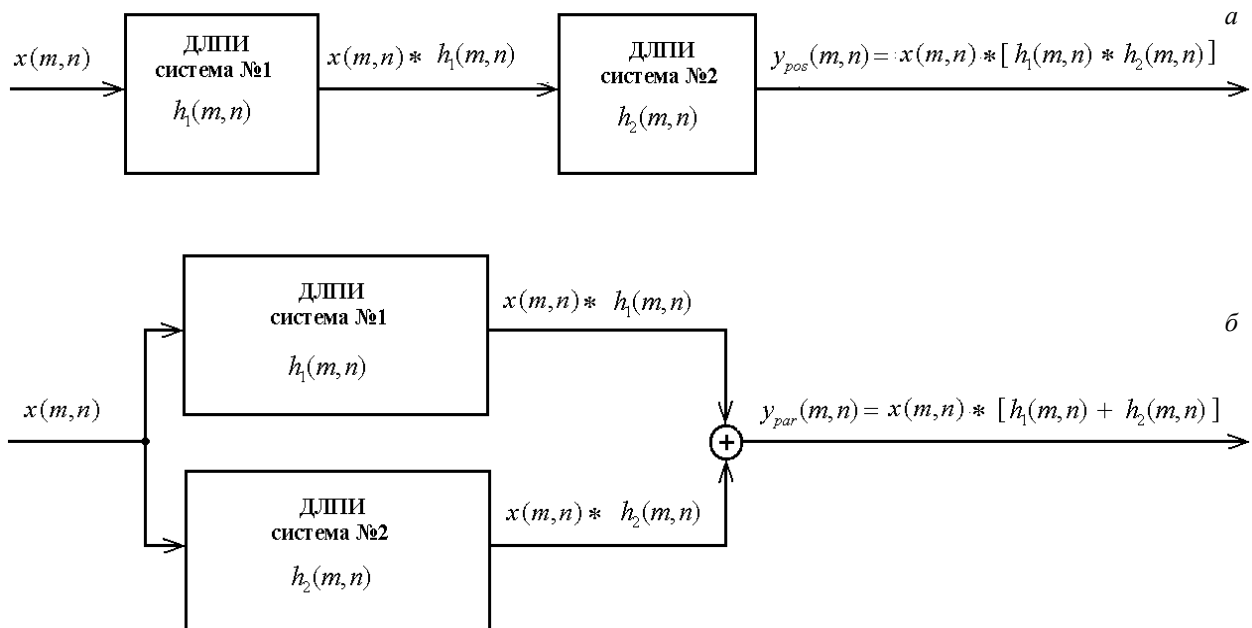 а
x(m,n)
ДЛПИ
система №1
h₁(m,n)
x(m,n)* h₁(m,n)
ДЛПИ
система №2
h₂(m,n)
y_pos(m,n) = x(m,n) *[ h₁(m,n) * h₂(m,n)]
б
x(m,n)
ДЛПИ
система №1
h₁(m,n)
x(m,n)* h₁(m,n)
ДЛПИ
система №2
h₂(m,n)
x(m,n)* h₂(m,n)
+
y_par(m,n) = x(m,n) * [h₁(m,n) + h₂(m,n)]